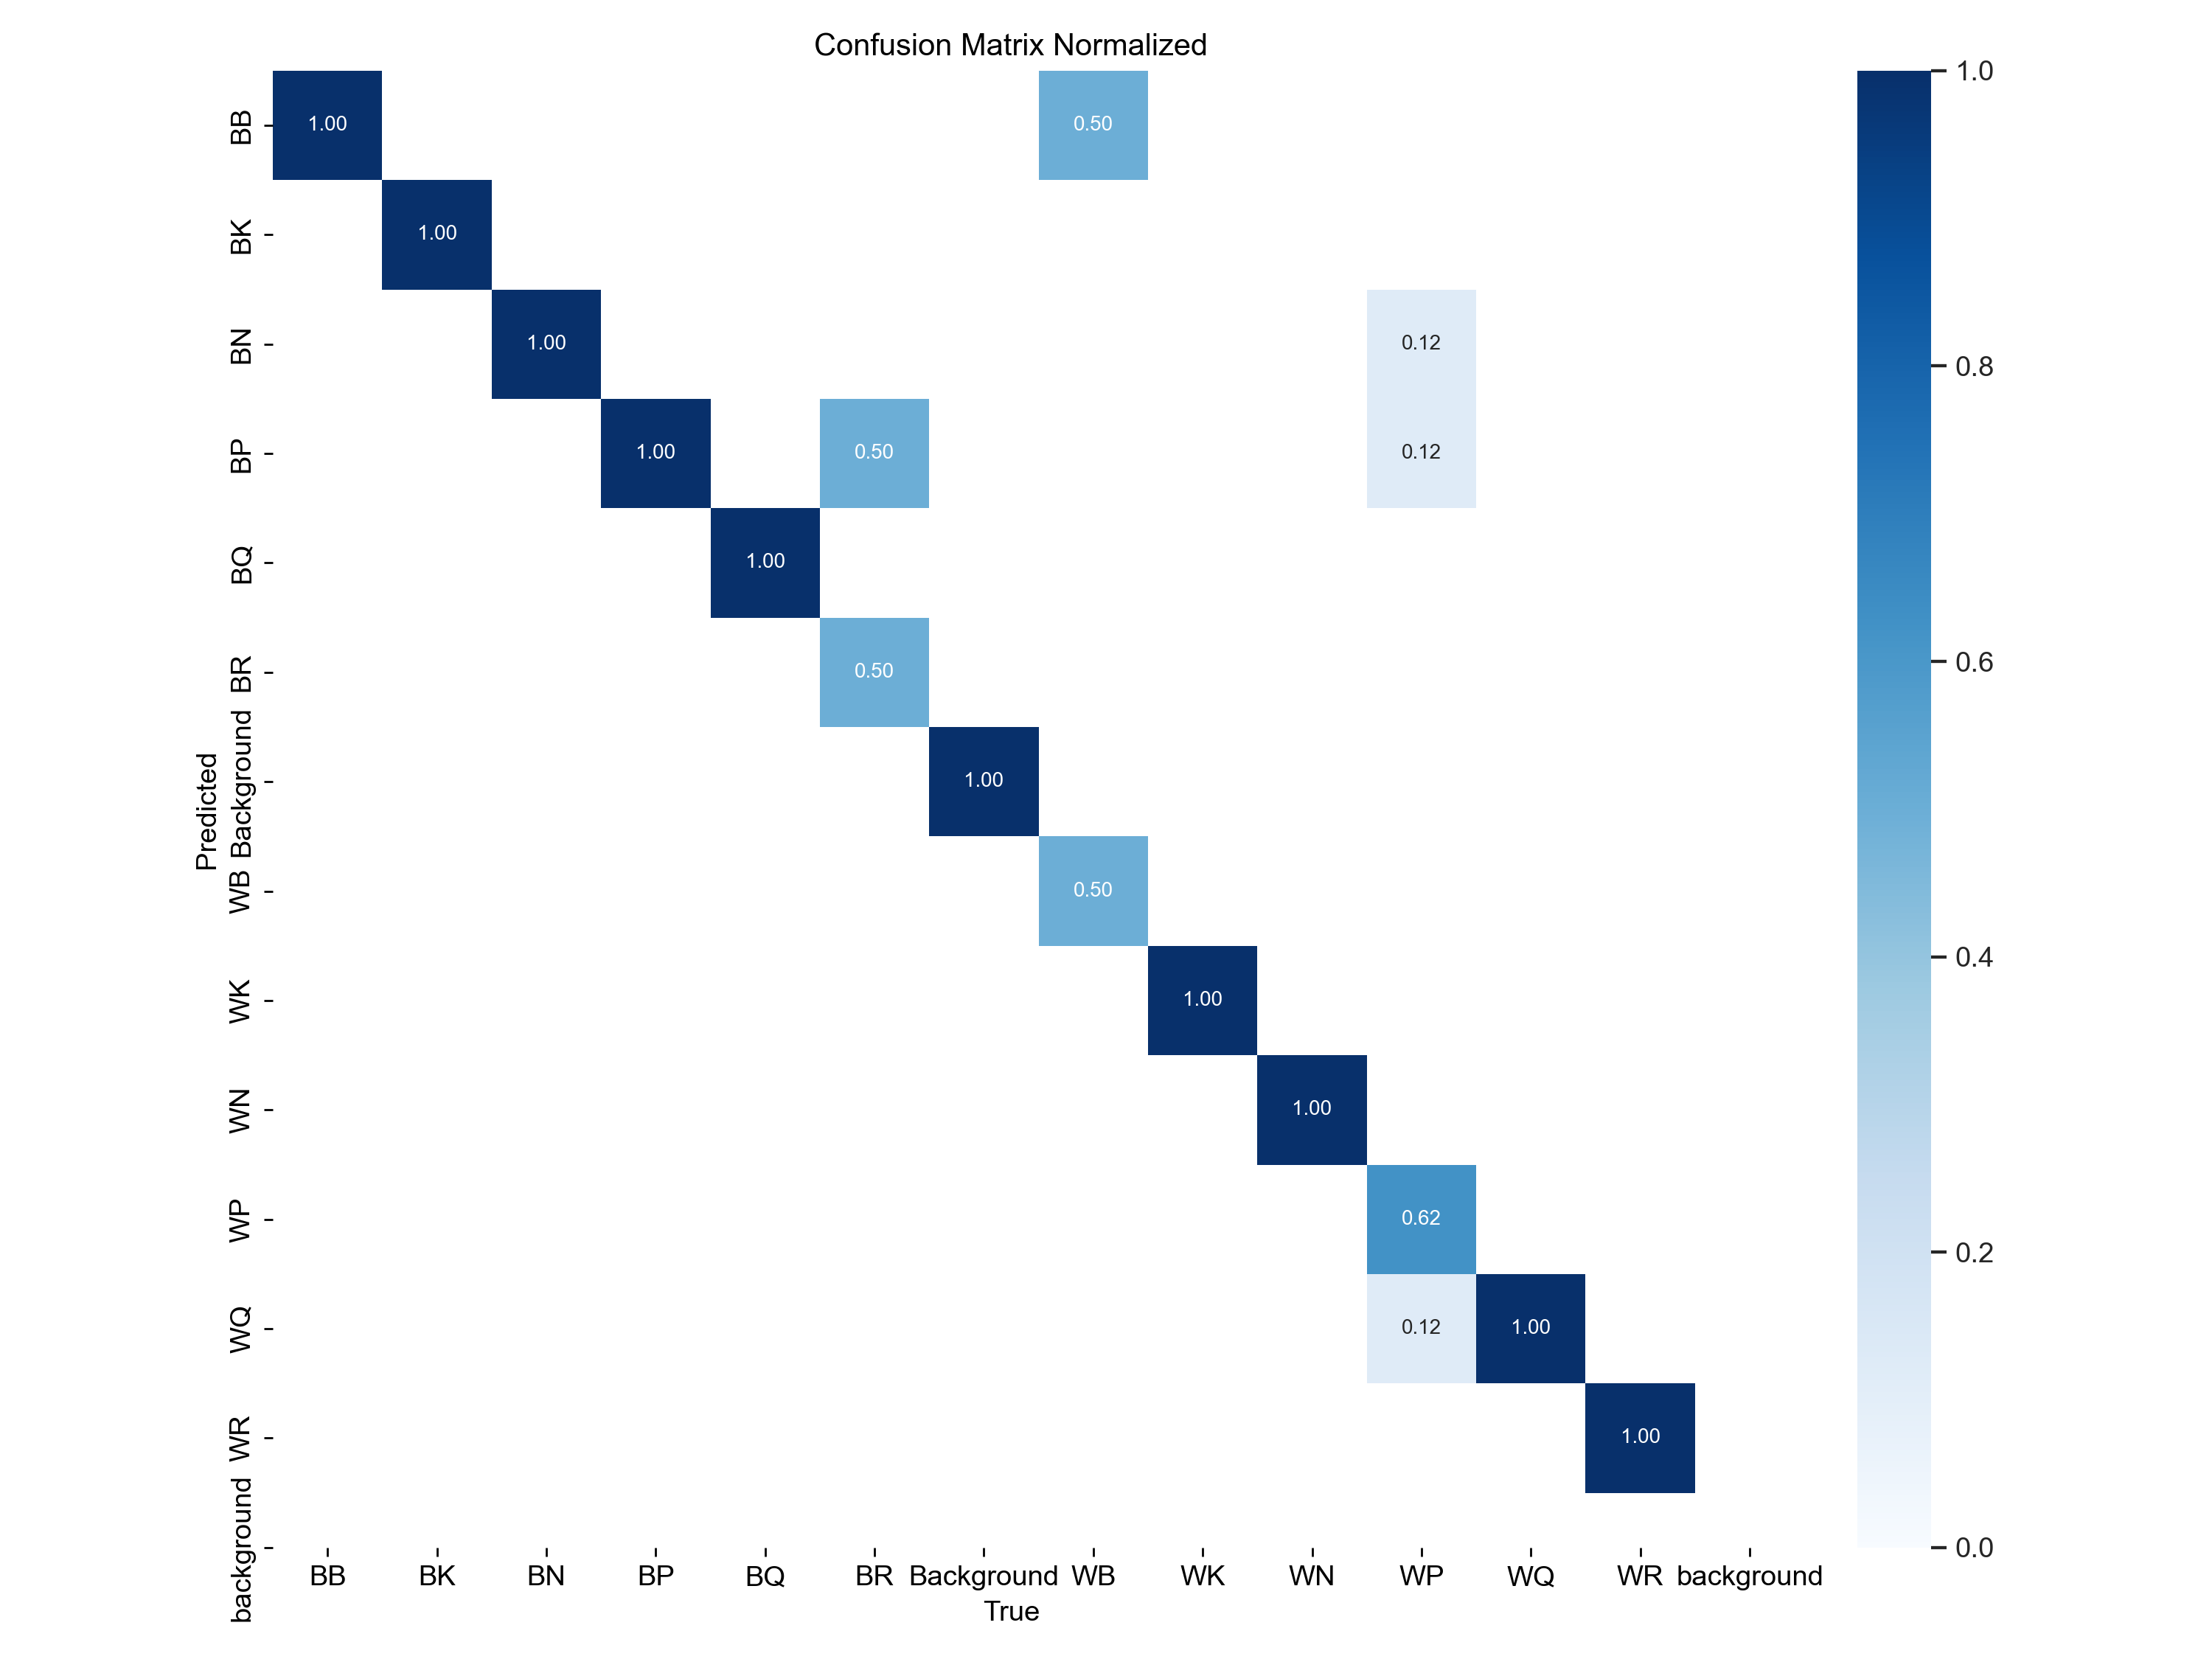 Confusion Matrix Normalized
BB
BK
BN
BP
BQ
BR
Background
WB
WK
WN
WP
WQ
WR
background
Predicted
1.00 0.50
1.00
1.00 0.12
1.00 0.50 0.12
1.00
0.50
1.00
0.50
1.00
1.00
0.62
0.12 1.00
1.00
BB BK BN BP BQ BR Background WB WK WN WP WQ WR background
True
1.0
0.8
0.6
0.4
0.2
0.0